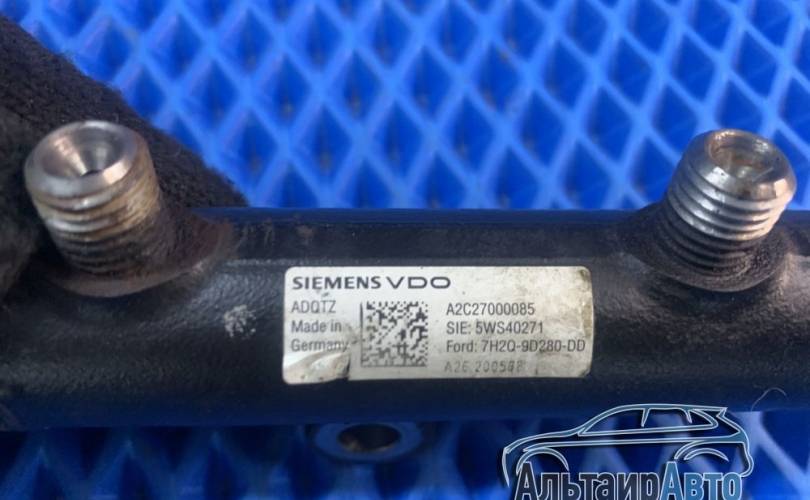 SIEMENS VDO
ADQTZ
A2C27000085
Made in
SIE: 5WS40271
Germany
Ford: 7H2Q-9D280-DD
АльтаирАвто